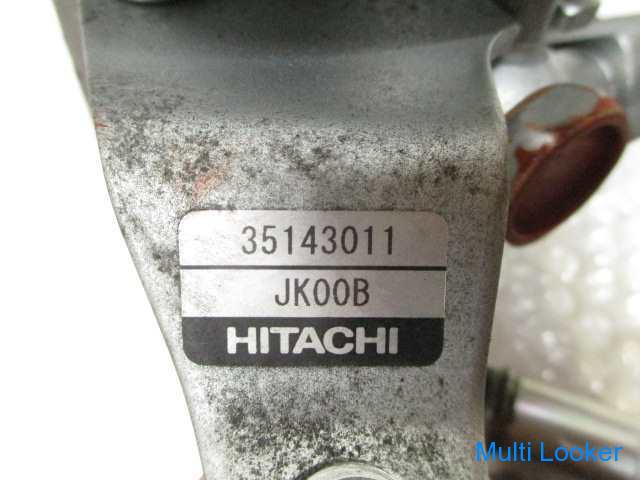 35143011
JK00B
HITACHI
Multi Looker